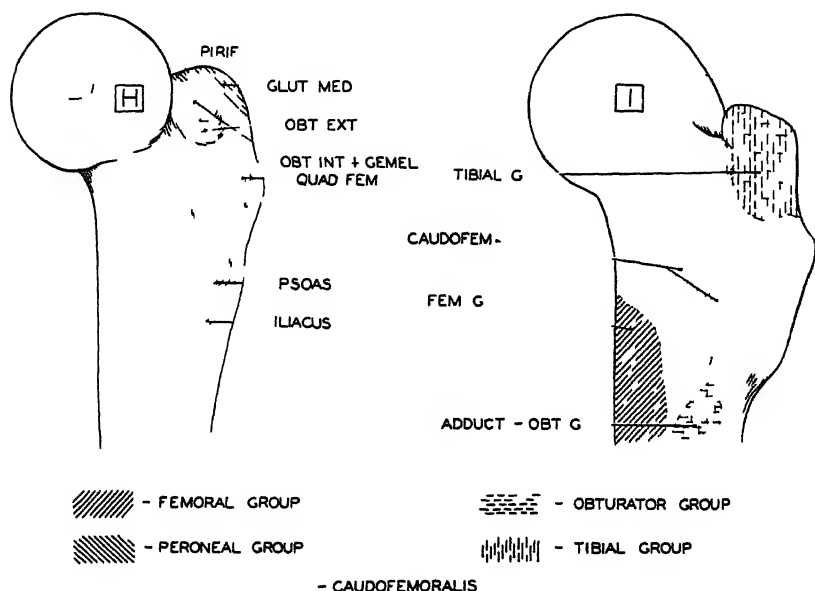 PIRIF
H
GLUT MED
OBT EXT
OBT INT + GEMEL
QUAD FEM
PSOAS
ILIACUS
I
TIBIAL G
CAUDOFEM-
FEM G
ADDUCT - OBT G
- FEMORAL GROUP
- PERONEAL GROUP
- OBTURATOR GROUP
- TIBIAL GROUP
- CAUDOFEMORALIS